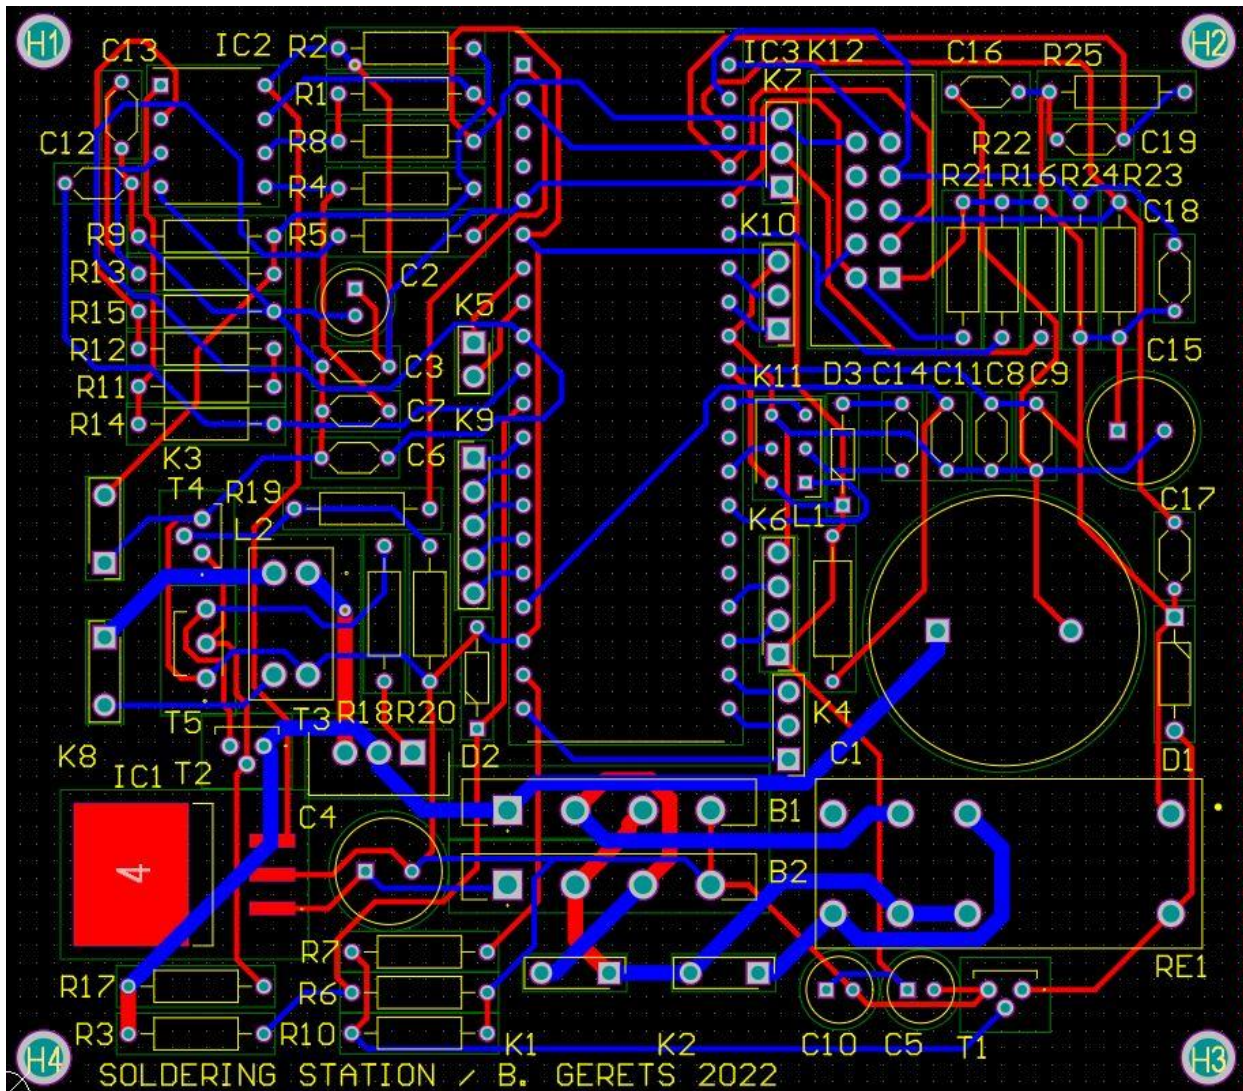 H1 C13 IC2 R2 IC3 K12 C16 R25 H2
R1 K7
C12 R8 R22 C19
R4 R21 R16 R24 R23
R9 R5 K10 C18
R13 C2
R15 K5
R12 C3 C15
R11 K11 D3 C14 C11 C8 C9
R14 C7 K9
K3 C6
T4 R19 C17
L2 K6 L1
T5 T3 R18 R20 K4
K8 T2 D2 C1 D1
IC1 C4 B1
4 B2
R7 RE1
R17 R6
R3 R10 K1 K2 C10 C5 T1
H4 H3
SOLDERING STATION / B. GERETS 2022